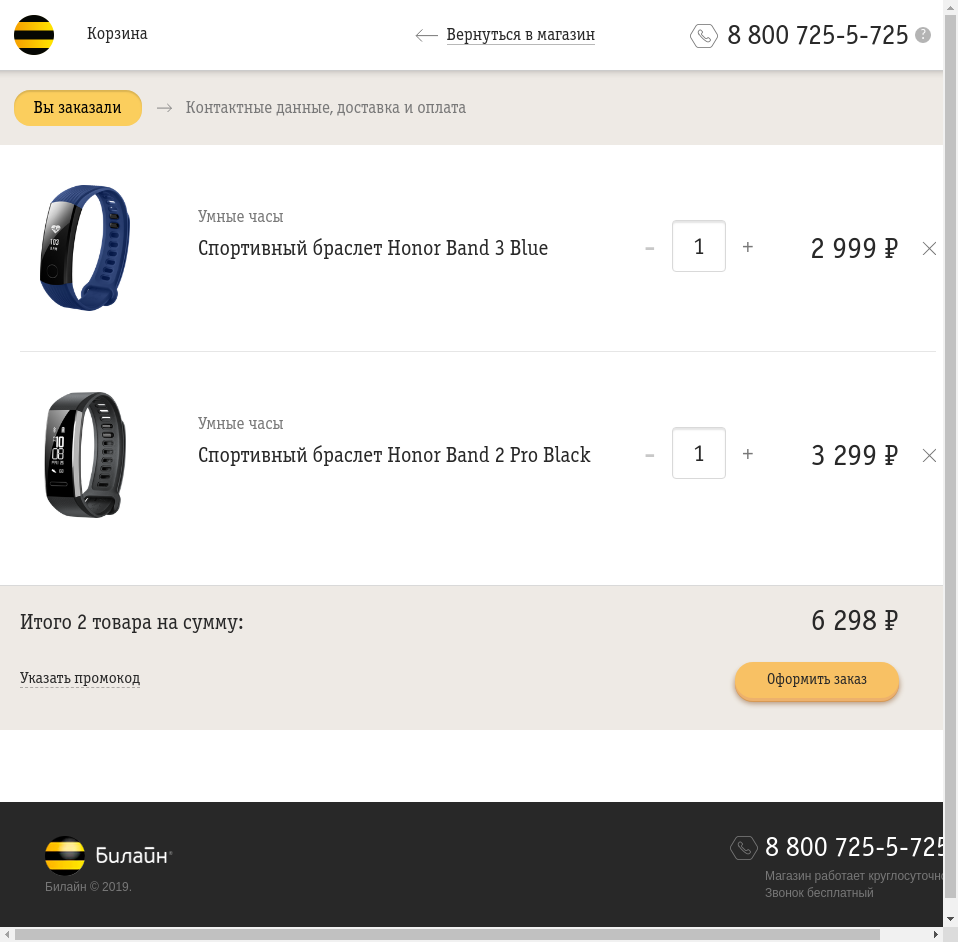 Корзина
Вернуться в магазин
8 800 725-5-725 ?
Вы заказали
Контактные данные, доставка и оплата
Умные часы
Спортивный браслет Honor Band 3 Blue
– 1 + 2 999 ₽
Умные часы
Спортивный браслет Honor Band 2 Pro Black
– 1 + 3 299 ₽
Итого 2 товара на сумму:
6 298 ₽
Указать промокод
Оформить заказ
Билайн
Билайн © 2019.
8 800 725-5-725
Магазин работает круглосуточно
Звонок бесплатный